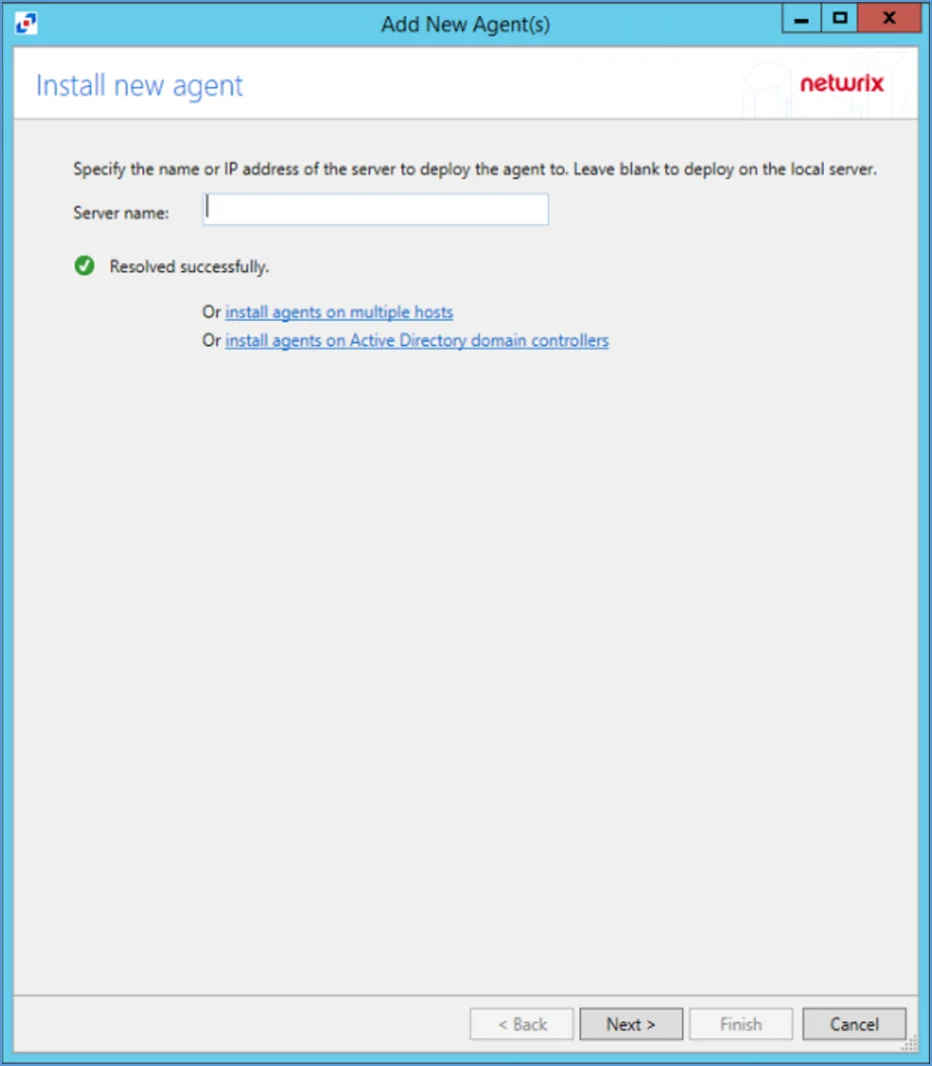 Add New Agent(s)
Install new agent
netwrix
Specify the name or IP address of the server to deploy the agent to. Leave blank to deploy on the local server.
Server name:
Resolved successfully.
Or install agents on multiple hosts
Or install agents on Active Directory domain controllers
< Back Next > Finish Cancel